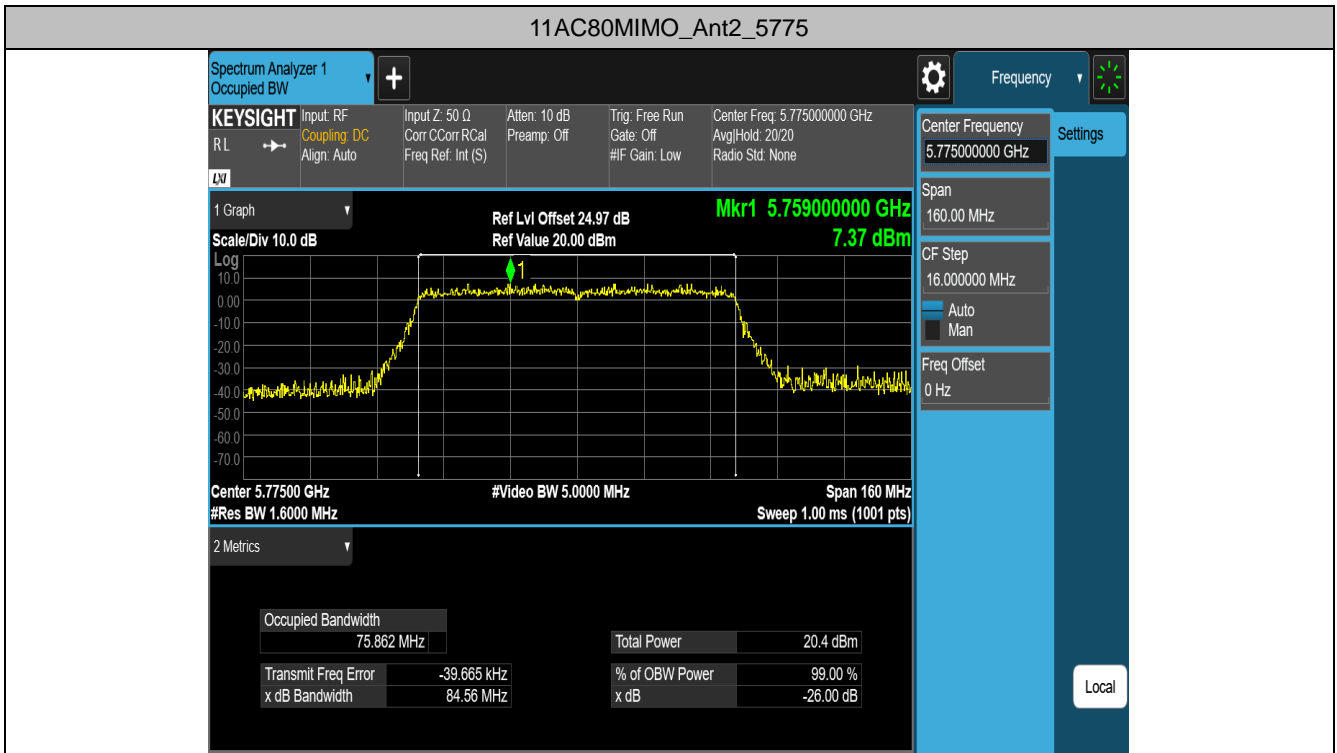 11AC80MIMO_Ant2_5775
Spectrum Analyzer 1
Occupied BW
+
Frequency
KEYSIGHT
R L
LXI
Input: RF
Coupling: DC
Align: Auto
Input Z: 50 Ω
Corr CCorr RCal
Freq Ref: Int (S)
Atten: 10 dB
Preamp: Off
Trig: Free Run
Gate: Off
#IF Gain: Low
Center Freq: 5.775000000 GHz
Avg|Hold: 20/20
Radio Std: None
Center Frequency
5.775000000 GHz
Settings
Span
160.00 MHz
CF Step
16.000000 MHz
Auto
Man
Freq Offset
0 Hz
Local
1 Graph
Scale/Div 10.0 dB
Ref Lvl Offset 24.97 dB
Ref Value 20.00 dBm
Mkr1 5.759000000 GHz
7.37 dBm
Log
1
10.0
0.00
-10.0
-20.0
-30.0
-40.0
-50.0
-60.0
-70.0
Center 5.77500 GHz
#Video BW 5.0000 MHz
Span 160 MHz
#Res BW 1.6000 MHz
Sweep 1.00 ms (1001 pts)
2 Metrics
Occupied Bandwidth
75.862 MHz
Total Power 20.4 dBm
Transmit Freq Error -39.665 kHz
% of OBW Power 99.00 %
x dB Bandwidth 84.56 MHz
x dB -26.00 dB